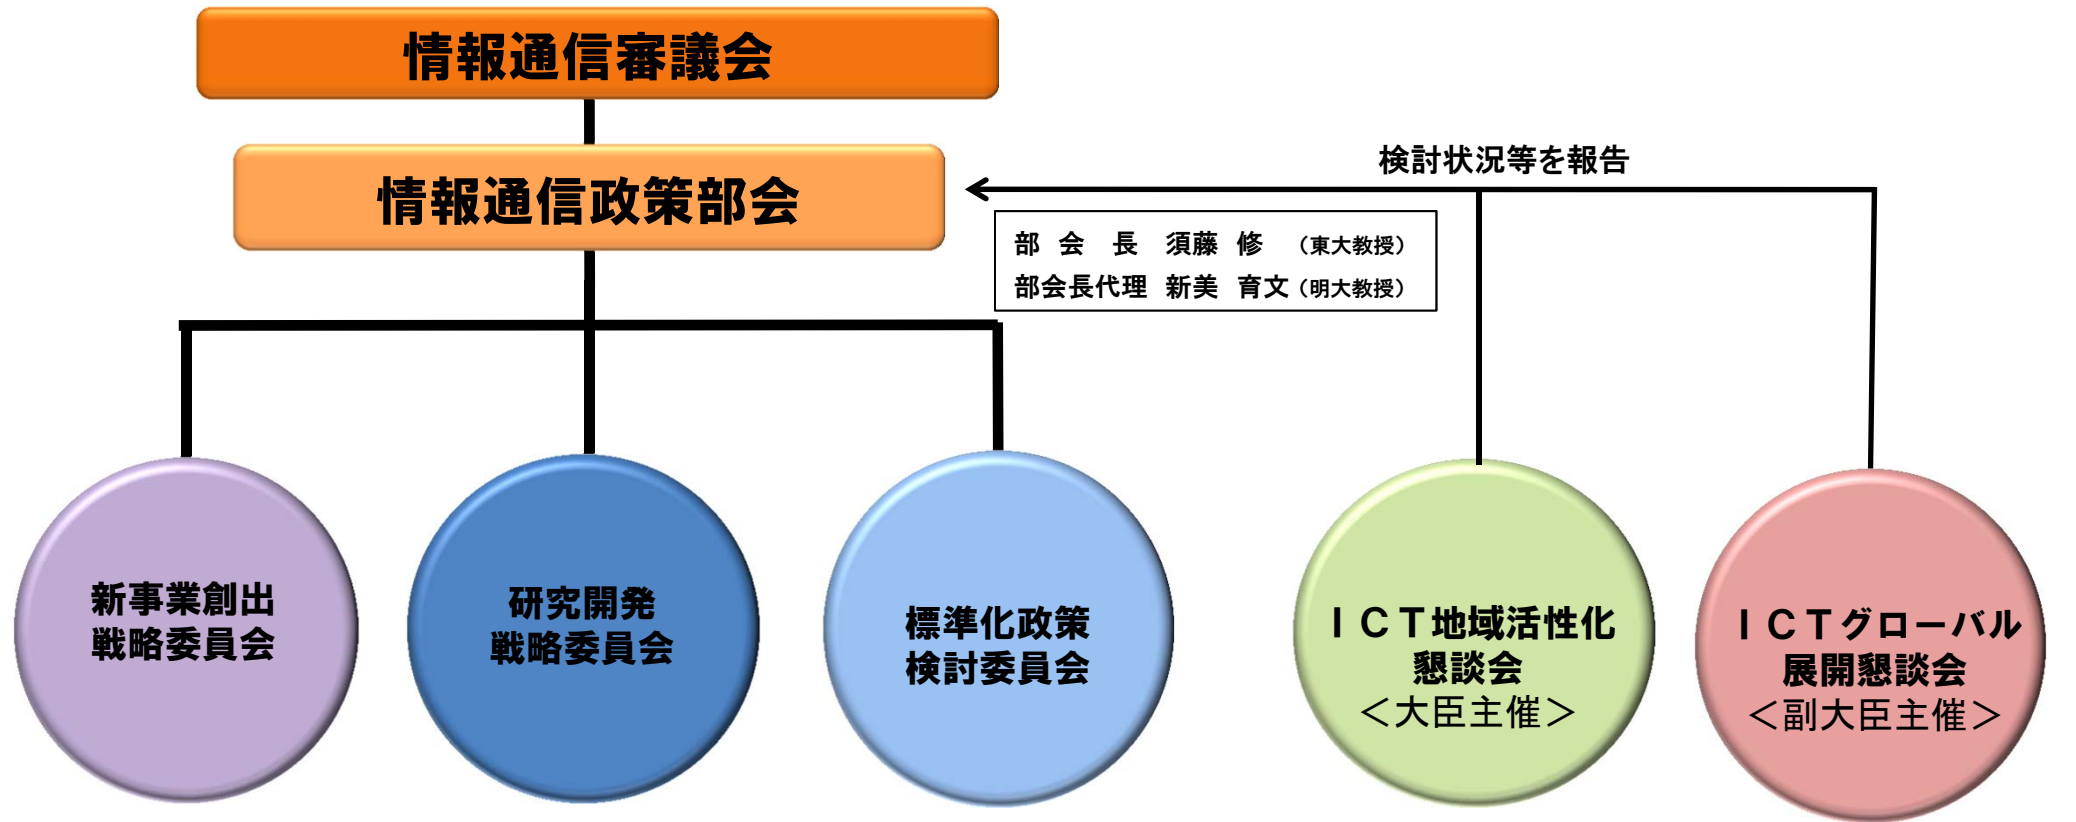 情報通信審議会
情報通信政策部会
検討状況等を報告
部　会　長　須藤　修　（東大教授）
部会長代理　新美　育文（明大教授）
新事業創出
戦略委員会
研究開発
戦略委員会
標準化政策
検討委員会
ＩＣＴ地域活性化
懇談会
＜大臣主催＞
ＩＣＴグローバル
展開懇談会
＜副大臣主催＞